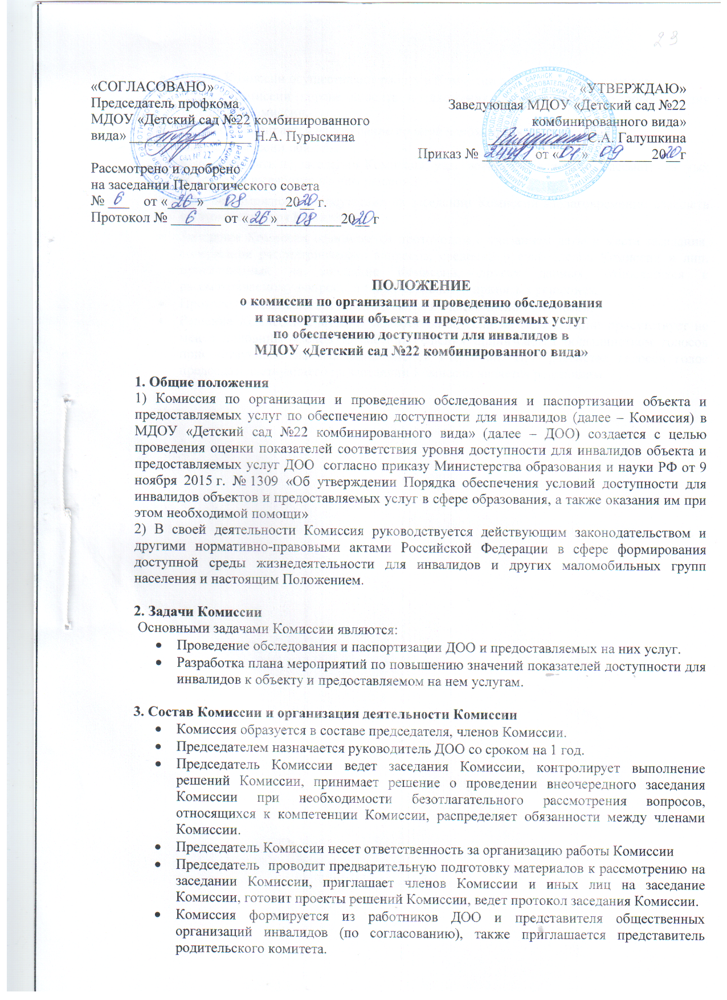 23
«СОГЛАСОВАНО»
Председатель профкома
МДОУ «Детский сад №22 комбинированного
вида» Н.А. Пурыскина
«УТВЕРЖДАЮ»
Заведующая МДОУ «Детский сад №22
комбинированного вида»
С.А. Галушкина
Приказ № от «01» 09 2020г
Рассмотрено и одобрено
на заседании Педагогического совета
№ 6 от «26» 08 2020 г.
Протокол № 6 от «26» 08 2020г
ПОЛОЖЕНИЕ
о комиссии по организации и проведению обследования
и паспортизации объекта и предоставляемых услуг
по обеспечению доступности для инвалидов в
МДОУ «Детский сад №22 комбинированного вида»
1. Общие положения
1) Комиссия по организации и проведению обследования и паспортизации объекта и
предоставляемых услуг по обеспечению доступности для инвалидов (далее – Комиссия) в
МДОУ «Детский сад №22 комбинированного вида» (далее – ДОО) создается с целью
проведения оценки показателей соответствия уровня доступности для инвалидов объекта и
предоставляемых услуг ДОО согласно приказу Министерства образования и науки РФ от 9
ноября 2015 г. № 1309 «Об утверждении Порядка обеспечения условий доступности для
инвалидов объектов и предоставляемых услуг в сфере образования, а также оказания им при
этом необходимой помощи»
2) В своей деятельности Комиссия руководствуется действующим законодательством и
другими нормативно-правовыми актами Российской Федерации в сфере формирования
доступной среды жизнедеятельности для инвалидов и других маломобильных групп
населения и настоящим Положением.
2. Задачи Комиссии
Основными задачами Комиссии являются:
• Проведение обследования и паспортизации ДОО и предоставляемых на них услуг.
• Разработка плана мероприятий по повышению значений показателей доступности для
инвалидов к объекту и предоставляемом на нем услугам.
3. Состав Комиссии и организация деятельности Комиссии
• Комиссия образуется в составе председателя, членов Комиссии.
• Председателем назначается руководитель ДОО со сроком на 1 год.
• Председатель Комиссии ведет заседания Комиссии, контролирует выполнение
решений Комиссии, принимает решение о проведении внеочередного заседания
Комиссии при необходимости безотлагательного рассмотрения вопросов,
относящихся к компетенции Комиссии, распределяет обязанности между членами
Комиссии.
• Председатель Комиссии несет ответственность за организацию работы Комиссии
• Председатель проводит предварительную подготовку материалов к рассмотрению на
заседании Комиссии, приглашает членов Комиссии и иных лиц на заседание
Комиссии, готовит проекты решений Комиссии, ведет протокол заседания Комиссии.
• Комиссия формируется из работников ДОО и представителя общественных
организаций инвалидов (по согласованию), также приглашается представитель
родительского комитета.